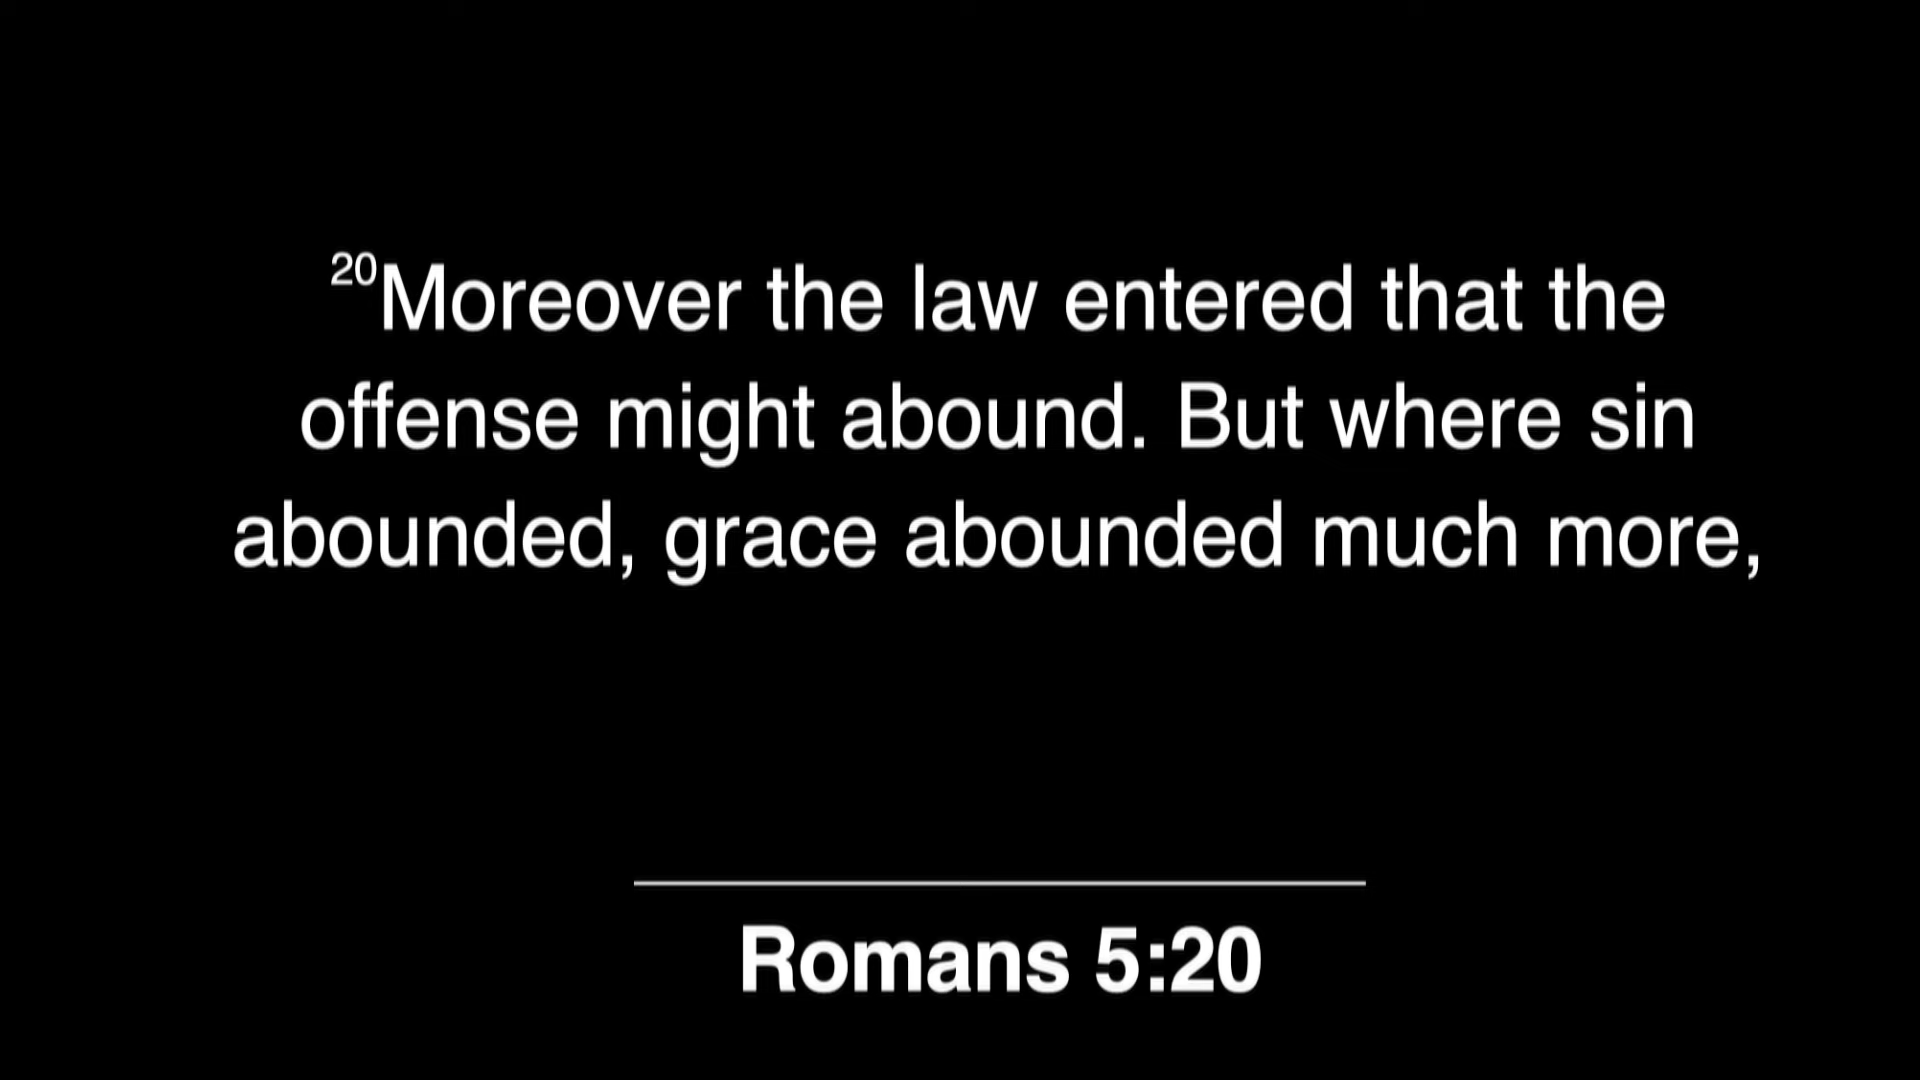 20Moreover the law entered that the
offense might abound. But where sin
abounded, grace abounded much more,
Romans 5:20